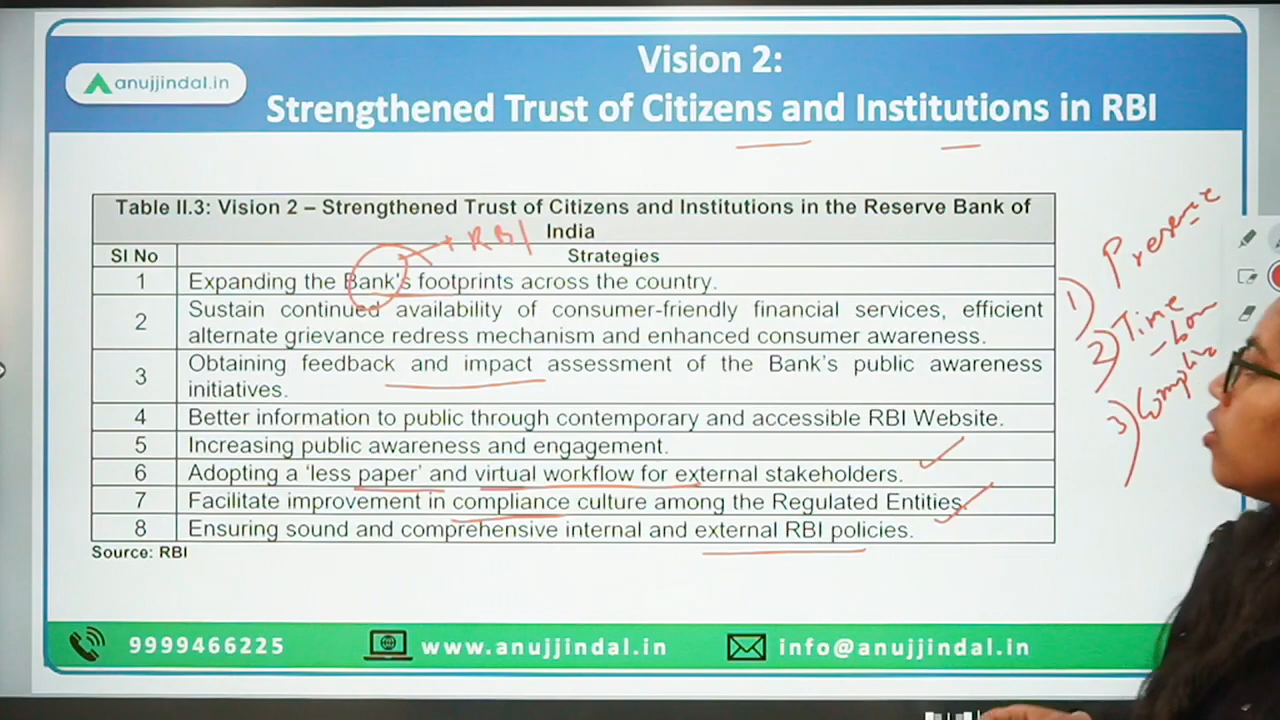 Vision 2:
anujjindal.in
Strengthened Trust of Citizens and Institutions in RBI
Table II.3: Vision 2 – Strengthened Trust of Citizens and Institutions in the Reserve Bank of
India
→ RBI
Sl No Strategies
1 Expanding the Bank's footprints across the country.
2 Sustain continued availability of consumer-friendly financial services, efficient
alternate grievance redress mechanism and enhanced consumer awareness.
3 Obtaining feedback and impact assessment of the Bank's public awareness
initiatives.
4 Better information to public through contemporary and accessible RBI Website.
5 Increasing public awareness and engagement.
6 Adopting a 'less paper' and virtual workflow for external stakeholders.
7 Facilitate improvement in compliance culture among the Regulated Entities.
8 Ensuring sound and comprehensive internal and external RBI policies.
Source: RBI
1) Presence
2) Time
3)
9999466225
www.anujjindal.in
info@anujjindal.in